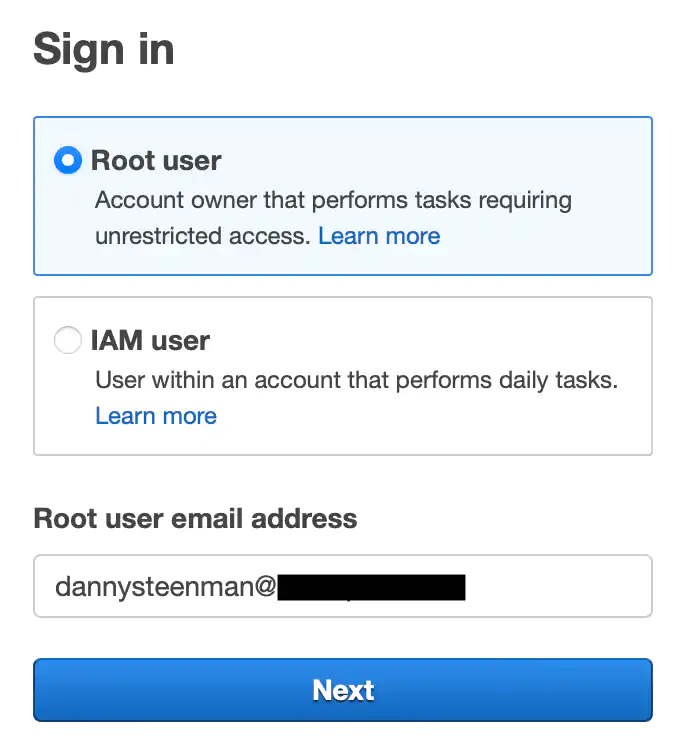 Sign in
Root user
Account owner that performs tasks requiring
unrestricted access. Learn more
IAM user
User within an account that performs daily tasks.
Learn more
Root user email address
dannysteenman@
Next